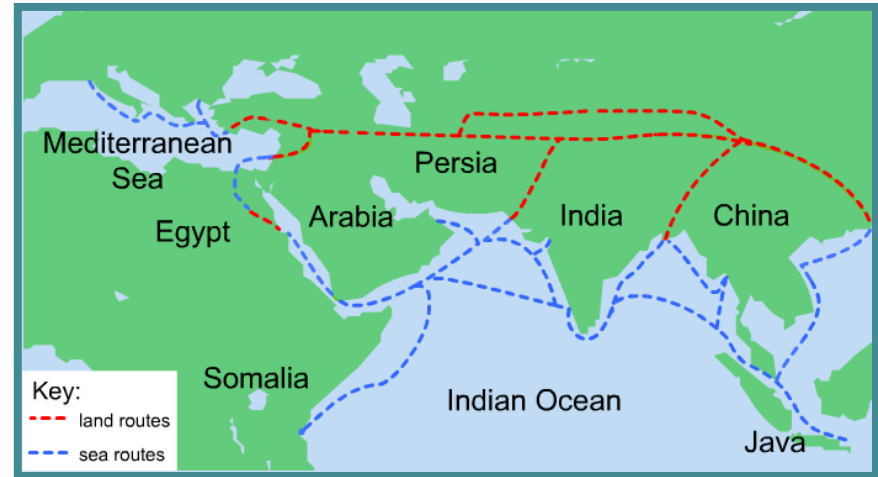 Mediterranean
Sea
Persia
Egypt
Arabia
India
China
Somalia
Indian Ocean
Java
Key:
land routes
sea routes